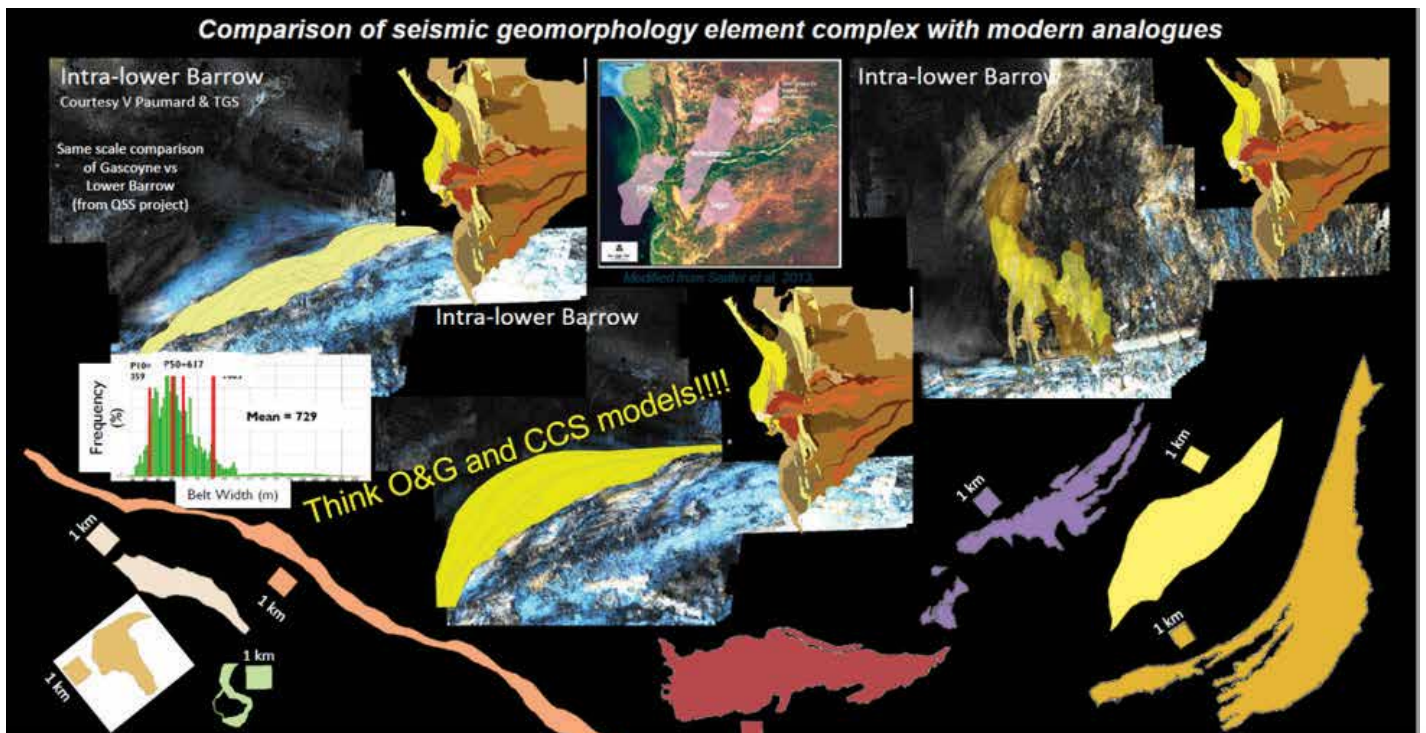 Comparison of seismic geomorphology element complex with modern analogues
Intra-lower Barrow
Courtesy V Paumard & TGS
Same scale comparison
of Gascoyne vs
Lower Barrow
(from QSS project)
Intra-lower Barrow
Modified from et al, 2013
Intra-lower Barrow
P10=
359
P50=617
Mean = 729
Frequency
(%)
Belt Width (m)
Think O&G and CCS models!!!!
1 km
1 km
1 km
1 km
1 km
1 km
1 km